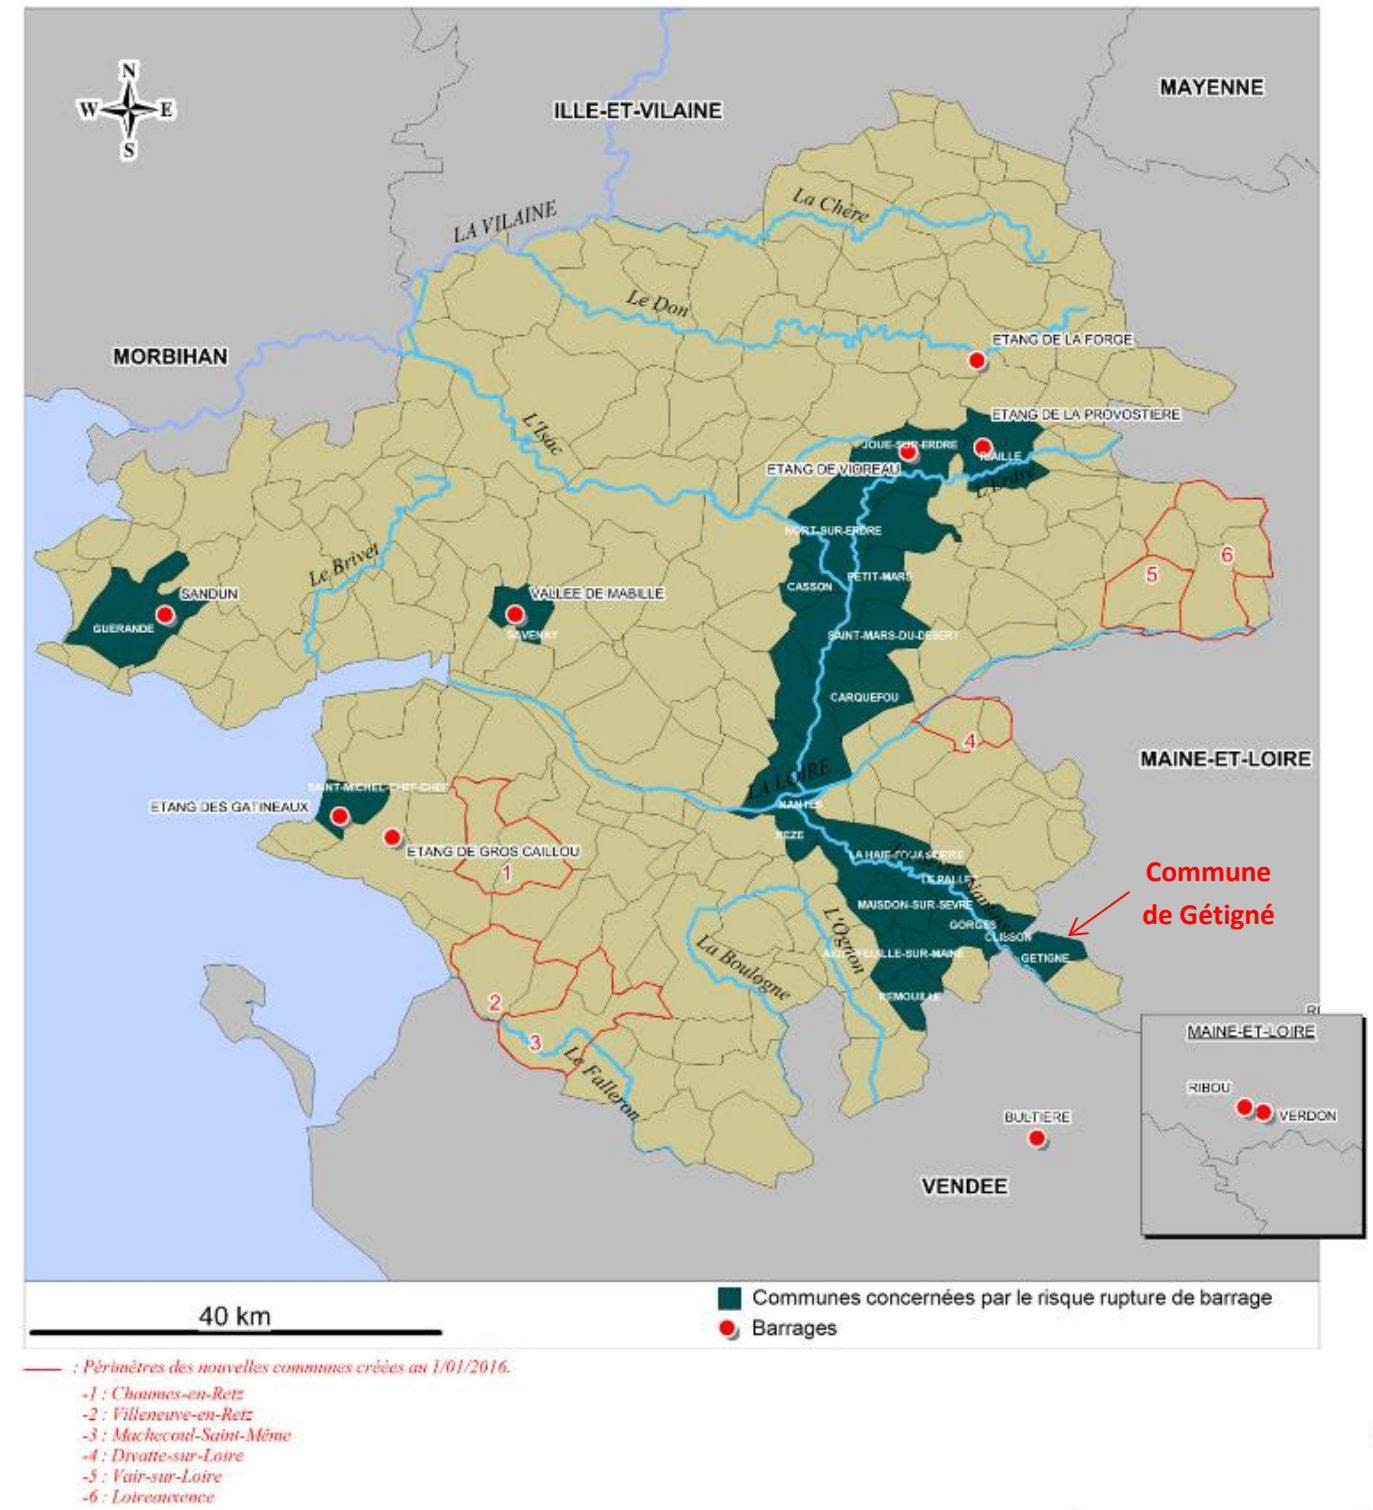 N
W E
S
ILLE-ET-VILAINE
MAYENNE
La Chère
LA VILAINE
Le Don
ETANG DE LA FORGE
MORBIHAN
ETANG DE LA PROVOSTIERE
L'Isac
JOUE-SUR-ERDRE
RIAILLE
ETANG DE VIOREAU
L'Erdre
NORT-SUR-ERDRE
6
Le Brivet
PETIT-MARS
5
CASSON
SANDUN
VALLEE DE MABILLE
GUERANDE
SAVENAY
SAINT-MARS-DU-DESERT
CARQUEFOU
4
MAINE-ET-LOIRE
LA LOIRE
SAINT-MICHEL-CHEF-CHEF
ETANG DES GATINEAUX
NANTES
REZE
ETANG DE GROS CAILLOU
LA HAIE-FOUASSIERE
1
Commune
LE PALLET
MAISDON-SUR-SEVRE
de Gétigné
GORGES
L'Ognon
CLISSON
La Boulogne
AIGREFEUILLE-SUR-MAINE
GETIGNE
REMOUILLE
2
3
Le Falleron
MAINE-ET-LOIRE
RIBOU
VERDON
BULTIERE
VENDEE
40 km
Communes concernées par le risque rupture de barrage
Barrages
: Périmètres des nouvelles communes créées au 1/01/2016.
-1 : Chaumes-en-Retz
-2 : Villeneuve-en-Retz
-3 : Machecoul-Saint-Même
-4 : Divatte-sur-Loire
-5 : Vair-sur-Loire
-6 : Loireauxence